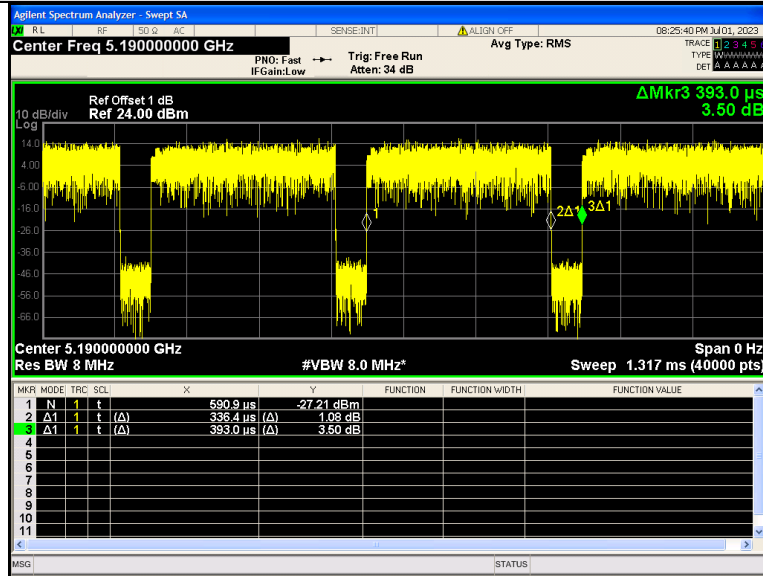 Agilent Spectrum Analyzer - Swept SA
LXI RL RF 50 Ω AC SENSE:INT ALIGN OFF 08:25:40 PM Jul 01, 2023
Center Freq 5.190000000 GHz Avg Type: RMS TRACE 1 2 3 4 5
PNO: Fast Trig: Free Run TYPE
IFGain:Low Atten: 34 dB DET A A A A A
ΔMkr3 393.0 µs
Ref Offset 1 dB
10 dB/div Ref 24.00 dBm 3.50 dB
Log
14.0
4.00
-6.00
-16.0 1 2Δ1 3Δ1
-26.0
-36.0
-46.0
-56.0
-66.0
Center 5.190000000 GHz Span 0 Hz
Res BW 8 MHz #VBW 8.0 MHz* Sweep 1.317 ms (40000 pts)
MKR MODE TRC SCL X Y FUNCTION FUNCTION WIDTH FUNCTION VALUE
1 N 1 t 590.9 µs -27.21 dBm
2 Δ1 1 t (Δ) 336.4 µs (Δ) 1.08 dB
3 Δ1 1 t (Δ) 393.0 µs (Δ) 3.50 dB
4
5
6
7
8
9
10
11
MSG STATUS